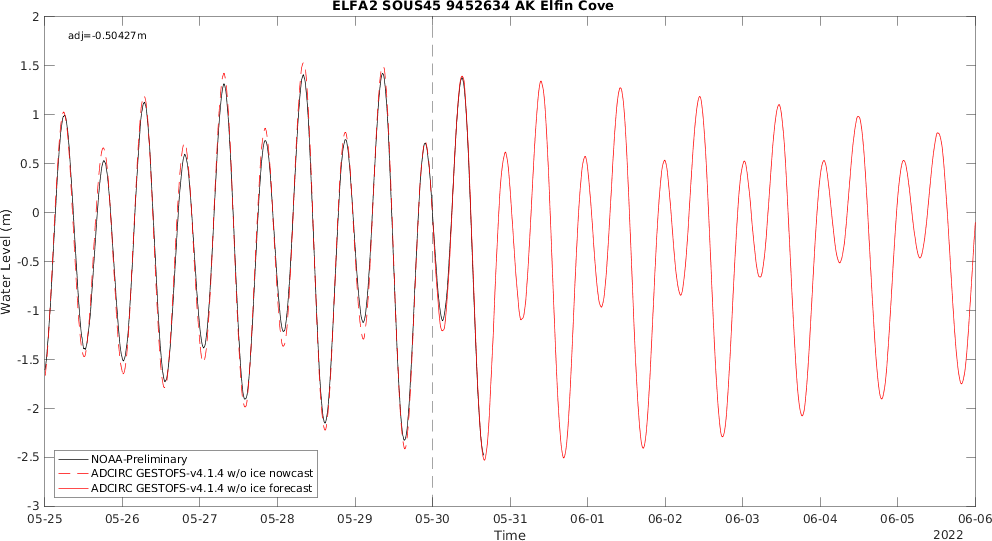 ELFA2 SOUS45 9452634 AK Elfin Cove
adj=-0.50427m
2
1.5
1
0.5
0
-0.5
-1
-1.5
-2
-2.5
-3
Water Level (m)
NOAA-Preliminary
ADCIRC GESTOFS-v4.1.4 w/o ice nowcast
ADCIRC GESTOFS-v4.1.4 w/o ice forecast
05-25 05-26 05-27 05-28 05-29 05-30 05-31 06-01 06-02 06-03 06-04 06-05 06-06
Time
2022